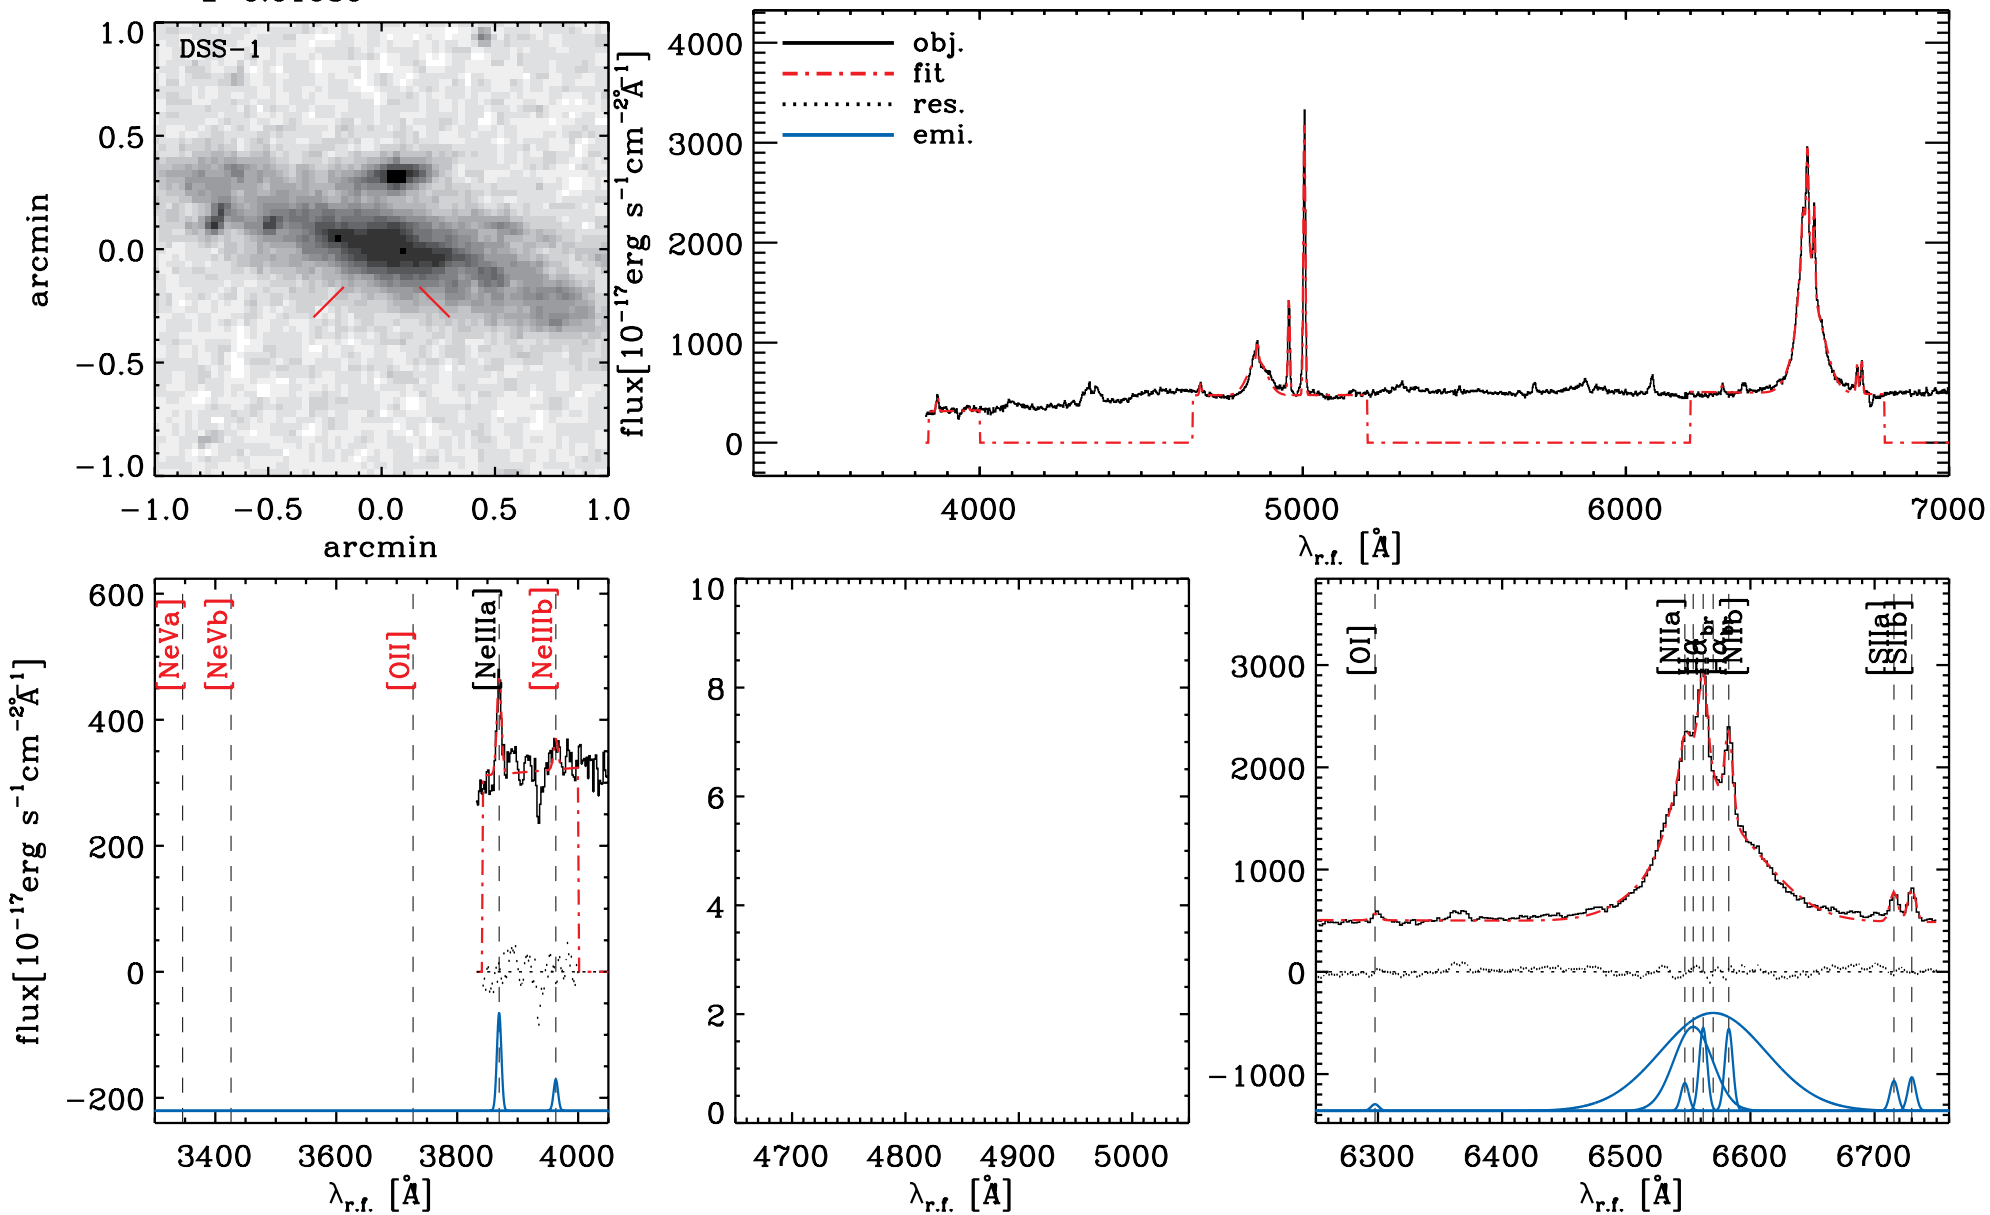 DSS-1
1.0
0.5
0.0
−0.5
−1.0
arcmin
−1.0 −0.5 0.0 0.5 1.0
arcmin
obj.
fit
res.
emi.
4000
3000
2000
1000
0
flux[10⁻¹⁷erg s⁻¹cm⁻²Å⁻¹]
4000 5000 6000 7000
λr.f. [Å]
600
400
200
0
−200
flux[10⁻¹⁷erg s⁻¹cm⁻²Å⁻¹]
[NeVa]
[NeVb]
[OII]
[NeIIIa]
[NeIIIb]
3400 3600 3800 4000
λr.f. [Å]
10
8
6
4
2
0
4700 4800 4900 5000
λr.f. [Å]
3000
2000
1000
0
−1000
[OI]
[NIIa]
Hα
Hαbr
Hαbr
[NIIb]
[SIIa]
[SIIb]
6300 6400 6500 6600 6700
λr.f. [Å]